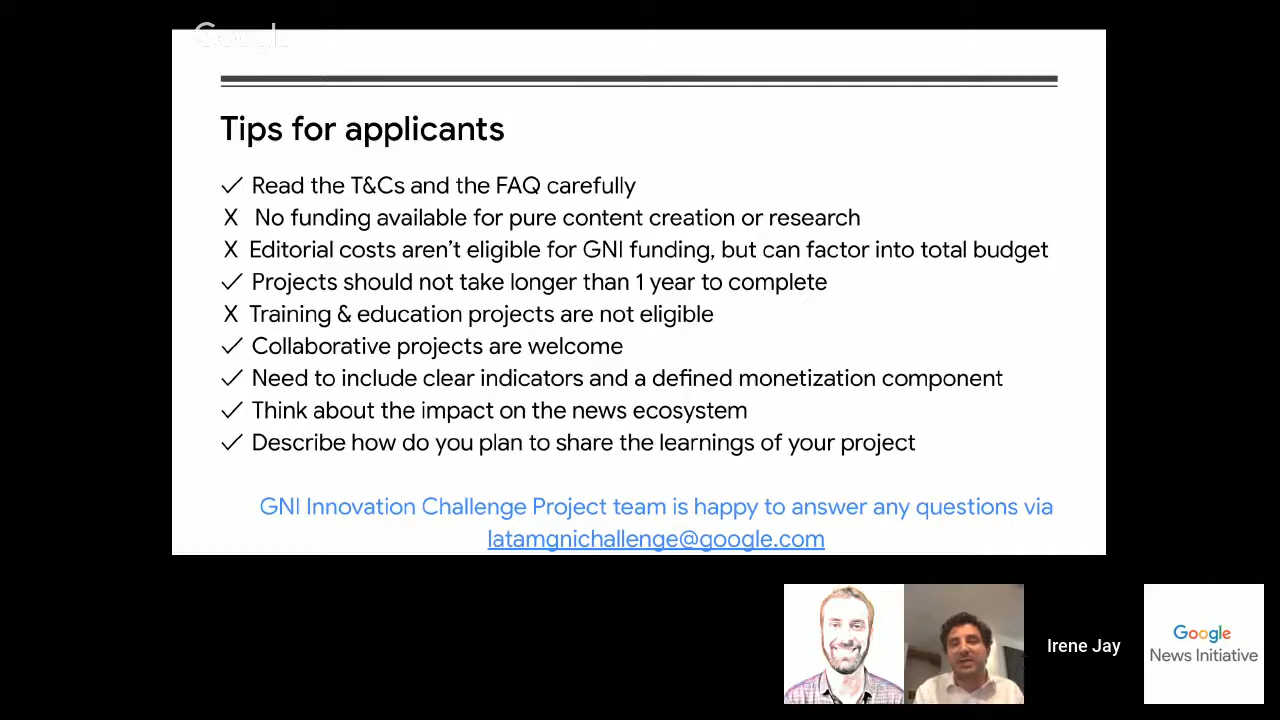 Google
Tips for applicants
✓ Read the T&Cs and the FAQ carefully
X No funding available for pure content creation or research
X Editorial costs aren't eligible for GNI funding, but can factor into total budget
✓ Projects should not take longer than 1 year to complete
X Training & education projects are not eligible
✓ Collaborative projects are welcome
✓ Need to include clear indicators and a defined monetization component
✓ Think about the impact on the news ecosystem
✓ Describe how do you plan to share the learnings of your project
GNI Innovation Challenge Project team is happy to answer any questions via
latamgnichallenge@google.com
Irene Jay
Google
News Initiative